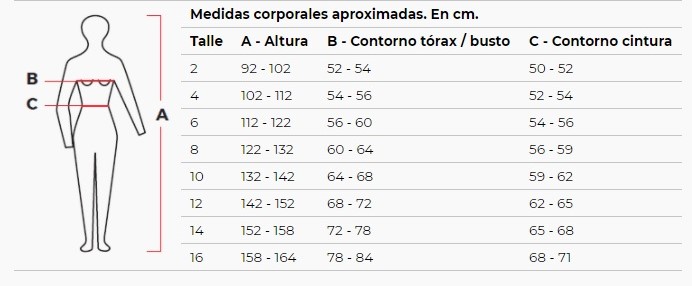 Medidas corporales aproximadas. En cm.
Talle A - Altura B - Contorno tórax / busto C - Contorno cintura
2 92 - 102 52 - 54 50 - 52
4 102 - 112 54 - 56 52 - 54
6 112 - 122 56 - 60 54 - 56
8 122 - 132 60 - 64 56 - 59
10 132 - 142 64 - 68 59 - 62
12 142 - 152 68 - 72 62 - 65
14 152 - 158 72 - 78 65 - 68
16 158 - 164 78 - 84 68 - 71
B
C
A